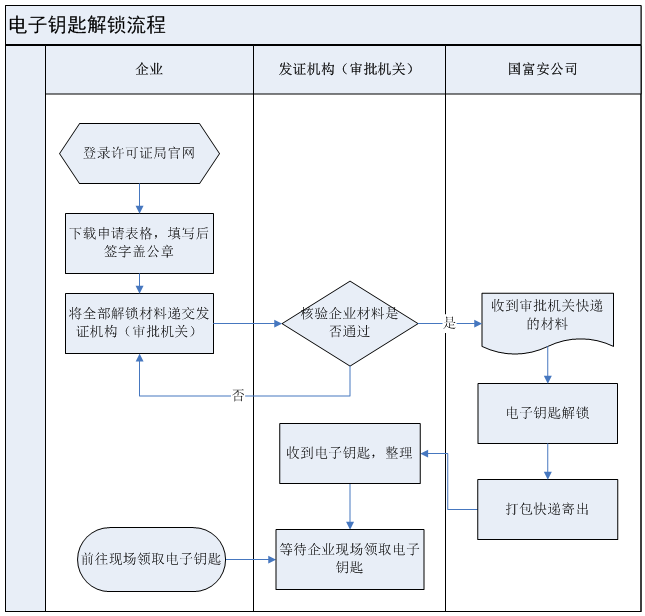 电子钥匙解锁流程
企业
发证机构（审批机关）
国富安公司
登录许可证局官网
下载申请表格，填写后
签字盖公章
将全部解锁材料递交发
证机构（审批机关）
核验企业材料是
否通过
是
收到审批机关快递
的材料
否
电子钥匙解锁
收到电子钥匙，整理
打包快递寄出
前往现场领取电子钥匙
等待企业现场领取电子
钥匙